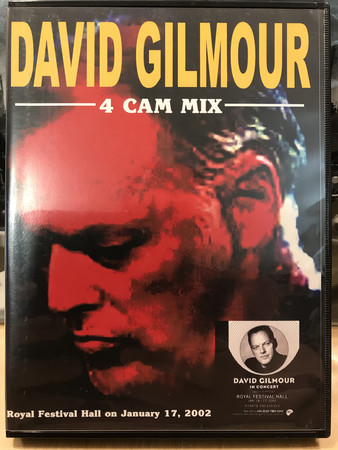 DAVID GILMOUR
4 CAM MIX
DAVID GILMOUR
IN CONCERT
ROYAL FESTIVAL HALL
Royal Festival Hall on January 17, 2002